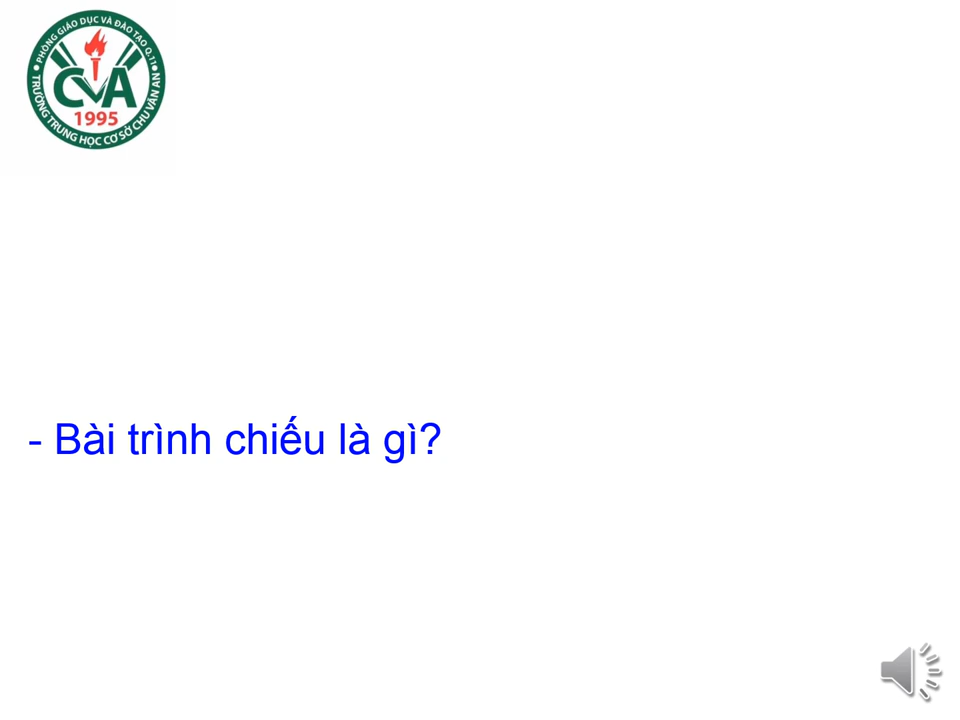 PHÒNG GIÁO DỤC VÀ ĐÀO TẠO Q.11
CVA
1995
TRƯỜNG TRUNG HỌC CƠ SỞ CHU VĂN AN
- Bài trình chiếu là gì?